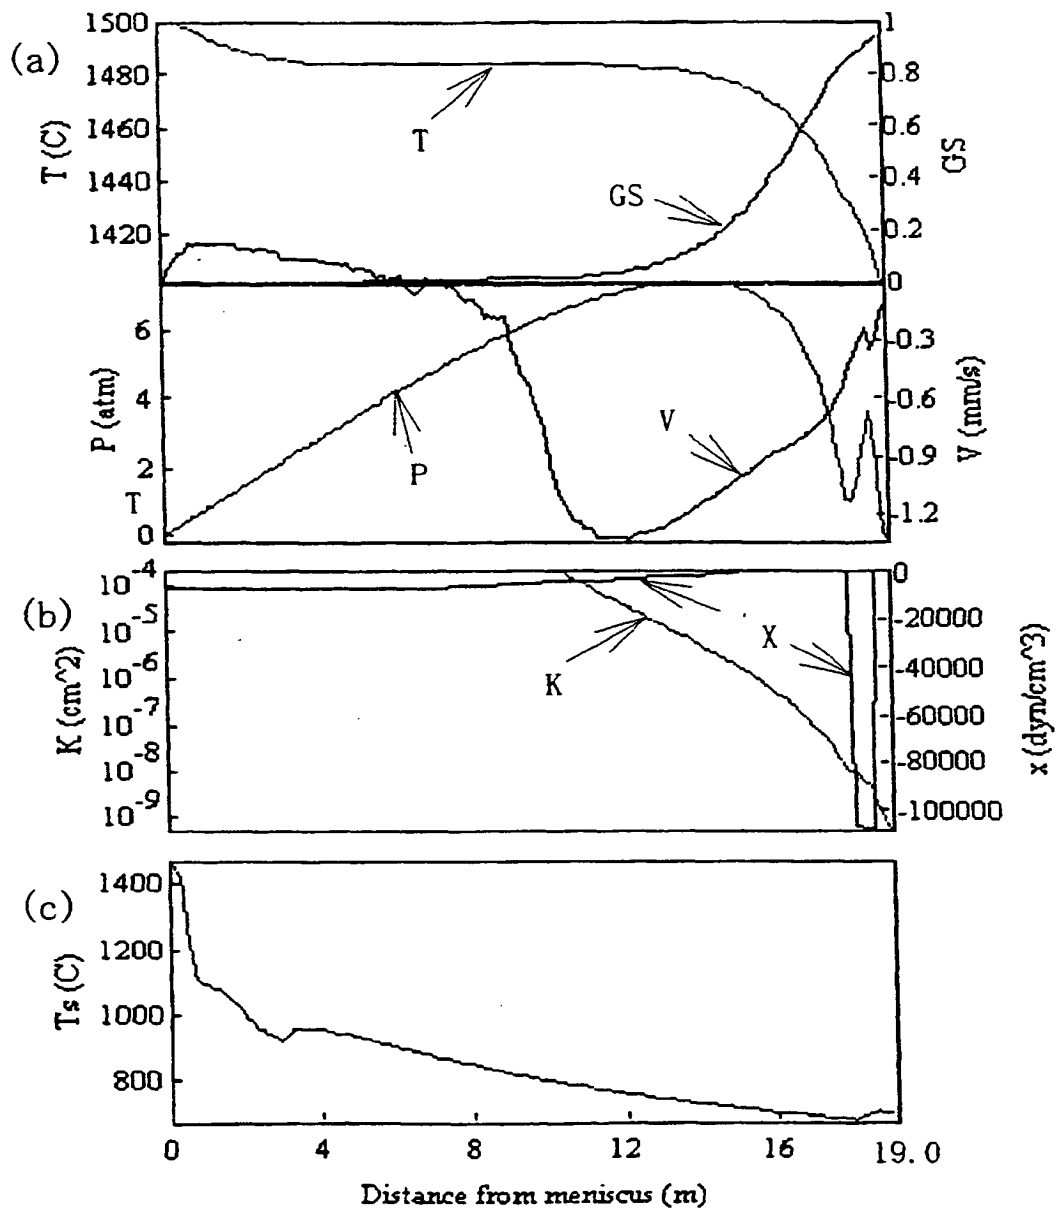 (a)
T (C)
1500
1480
1460
1440
1420
T
GS
1
0.8
0.6
0.4
0.2
0
GS
P (atm)
6
4
2
T
0
P
V
-0.3
-0.6
-0.9
-1.2
V (mm/s)
(b)
K (cm^2)
10^-4
10^-5
10^-6
10^-7
10^-8
10^-9
K
X
0
-20000
-40000
-60000
-80000
-100000
x (dyn/cm^3)
(c)
Ts (C)
1400
1200
1000
800
0 4 8 12 16 19.0
Distance from meniscus (m)